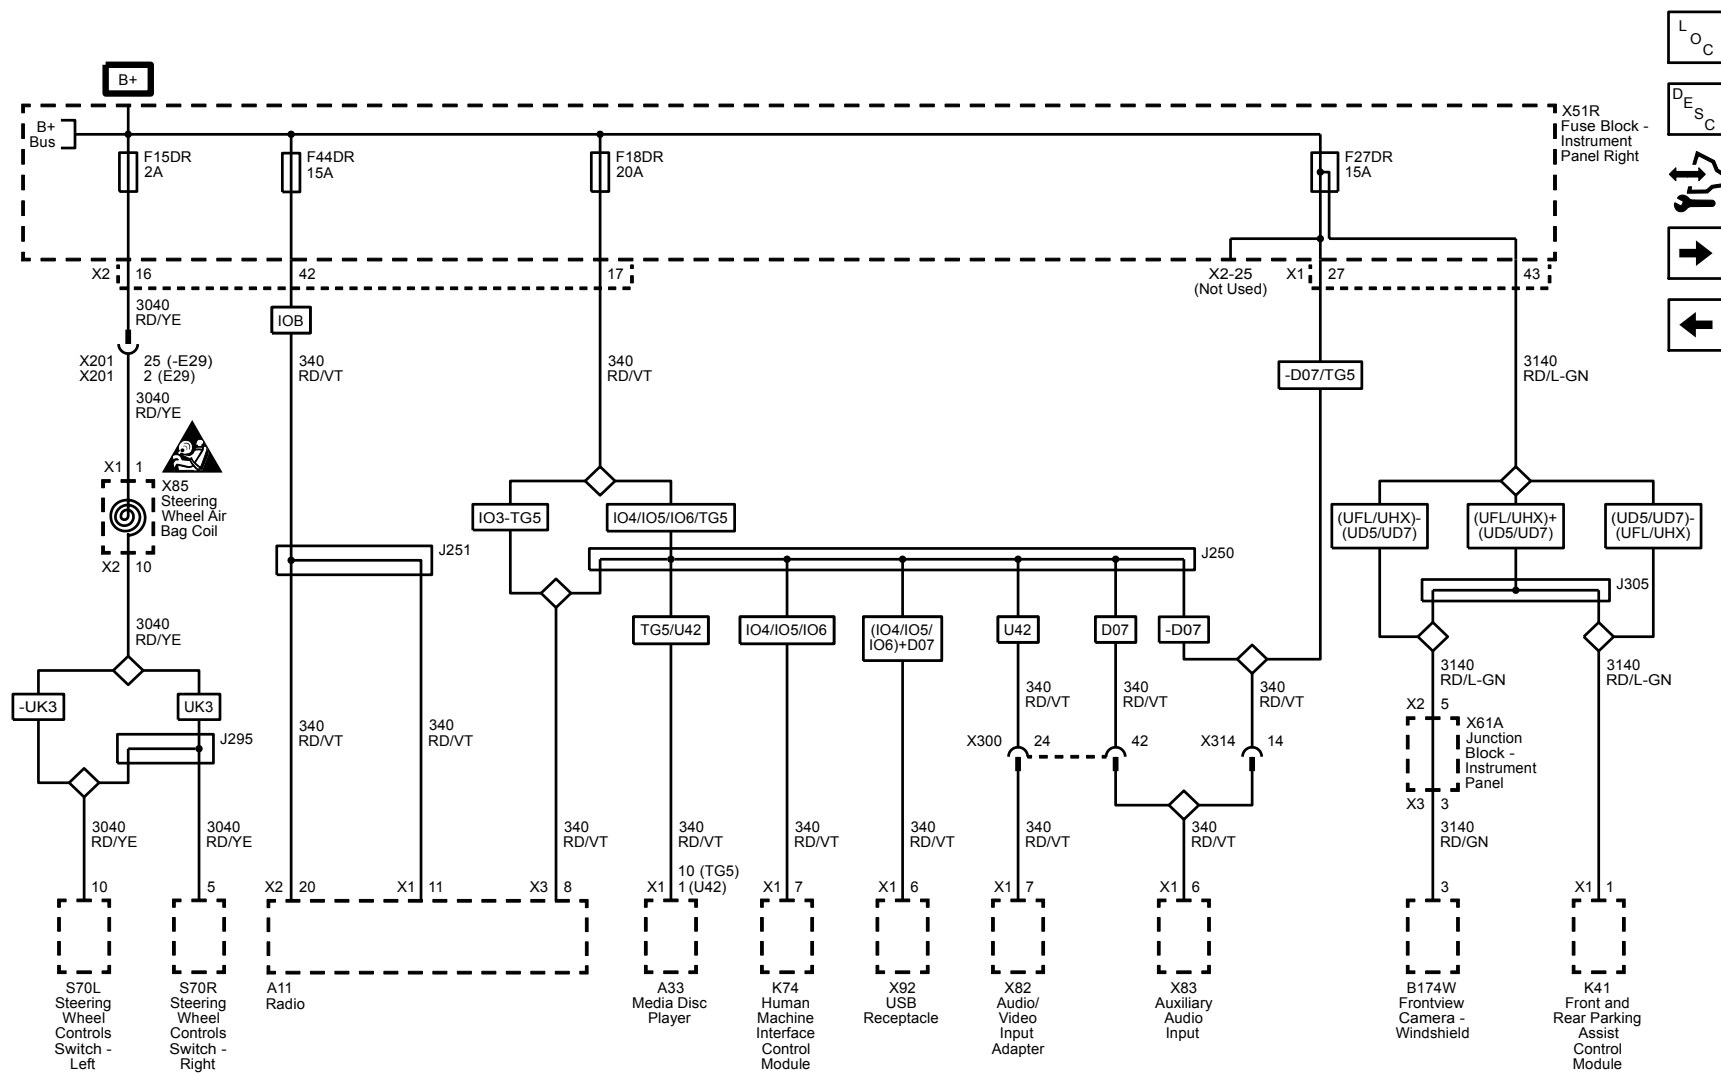 L
O
C
D
E
S
C
B+
B+
Bus
F15DR
2A
F44DR
15A
F18DR
20A
F27DR
15A
X51R
Fuse Block -
Instrument
Panel Right
X2 16
42
17
X2-25
(Not Used)
X1 27
43
3040
RD/YE
IOB
X201 25 (-E29)
X201 2 (E29)
340
RD/VT
340
RD/VT
-D07/TG5
3140
RD/L-GN
3040
RD/YE
X1 1
X85
Steering
Wheel Air
Bag Coil
X2 10
IO3-TG5
IO4/IO5/IO6/TG5
(UFL/UHX)-
(UD5/UD7)
(UFL/UHX)+
(UD5/UD7)
(UD5/UD7)-
(UFL/UHX)
J251
J250
J305
3040
RD/YE
TG5/U42
IO4/IO5/IO6
(IO4/IO5/
IO6)+D07
U42
D07
-D07
-UK3
UK3
J295
340
RD/VT
340
RD/VT
340
RD/VT
340
RD/VT
340
RD/VT
3140
RD/L-GN
3140
RD/L-GN
X300 24
42
X314 14
X2 5
X61A
Junction
Block -
Instrument
Panel
X3 3
3040
RD/YE
3040
RD/YE
340
RD/VT
340
RD/VT
340
RD/VT
340
RD/VT
340
RD/VT
340
RD/VT
3140
RD/GN
10
5
X2 20
X1 11
X3 8
10 (TG5)
X1 1 (U42)
X1 7
X1 6
X1 7
X1 6
3
X1 1
S70L
Steering
Wheel
Controls
Switch -
Left
S70R
Steering
Wheel
Controls
Switch -
Right
A11
Radio
A33
Media Disc
Player
K74
Human
Machine
Interface
Control
Module
X92
USB
Receptacle
X82
Audio/
Video
Input
Adapter
X83
Auxiliary
Audio
Input
B174W
Frontview
Camera -
Windshield
K41
Front and
Rear Parking
Assist
Control
Module